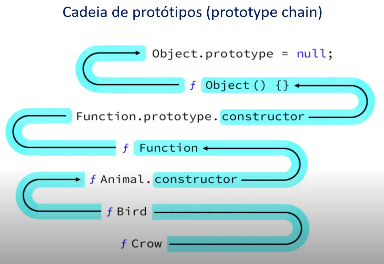 Cadeia de protótipos (prototype chain)
Object.prototype = null;
ƒ Object() {}
Function.prototype.constructor
ƒ Function
ƒ Animal.constructor
ƒ Bird
ƒ Crow